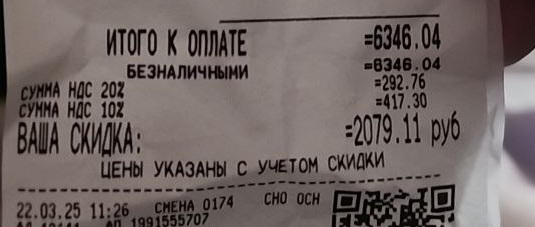 ИТОГО К ОПЛАТЕ =6346.04
БЕЗНАЛИЧНЫМИ =6346.04
СУММА НДС 20% =292.76
СУММА НДС 10% =417.30
ВАША СКИДКА: =2079.11 руб
ЦЕНЫ УКАЗАНЫ С УЧЕТОМ СКИДКИ
22.03.25 11:26 СМЕНА 0174 СНО ОСН
1991555707